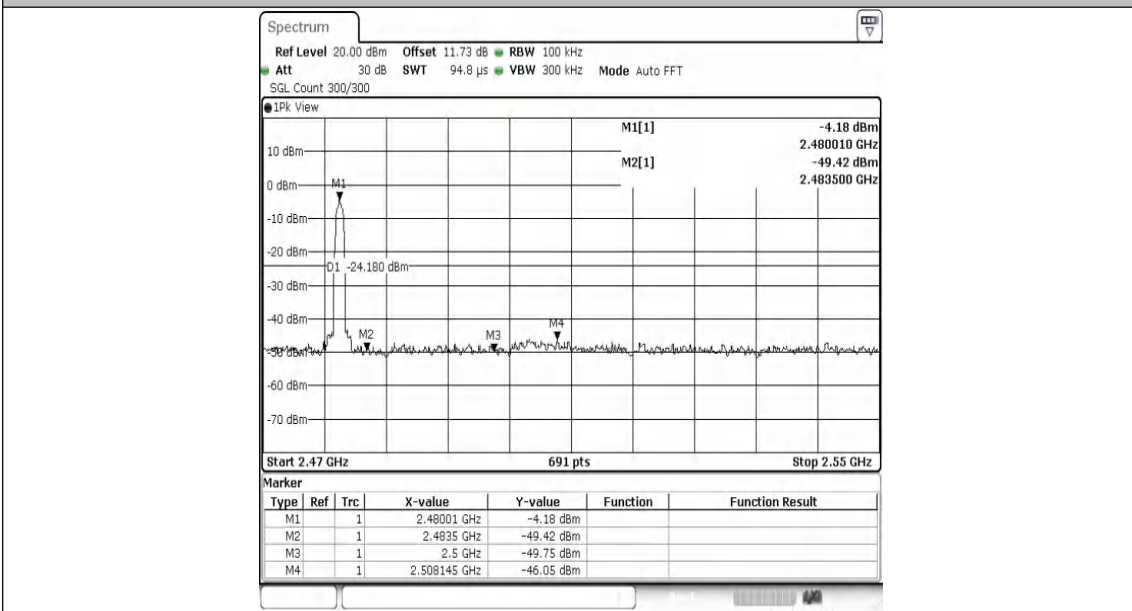 Spectrum
Ref Level 20.00 dBm Offset 11.73 dB RBW 100 kHz
Att 30 dB SWT 94.8 µs VBW 300 kHz Mode Auto FFT
SGL Count 300/300
1Pk View
M1[1] -4.18 dBm
2.480010 GHz
M2[1] -49.42 dBm
2.483500 GHz
10 dBm
0 dBm
M1
-10 dBm
-20 dBm
D1 -24.180 dBm
-30 dBm
-40 dBm
M2
M3
M4
-50 dBm
-60 dBm
-70 dBm
Start 2.47 GHz 691 pts Stop 2.55 GHz
Marker
Type Ref Trc X-value Y-value Function Function Result
M1 1 2.48001 GHz -4.18 dBm
M2 1 2.4835 GHz -49.42 dBm
M3 1 2.5 GHz -49.75 dBm
M4 1 2.508145 GHz -46.05 dBm